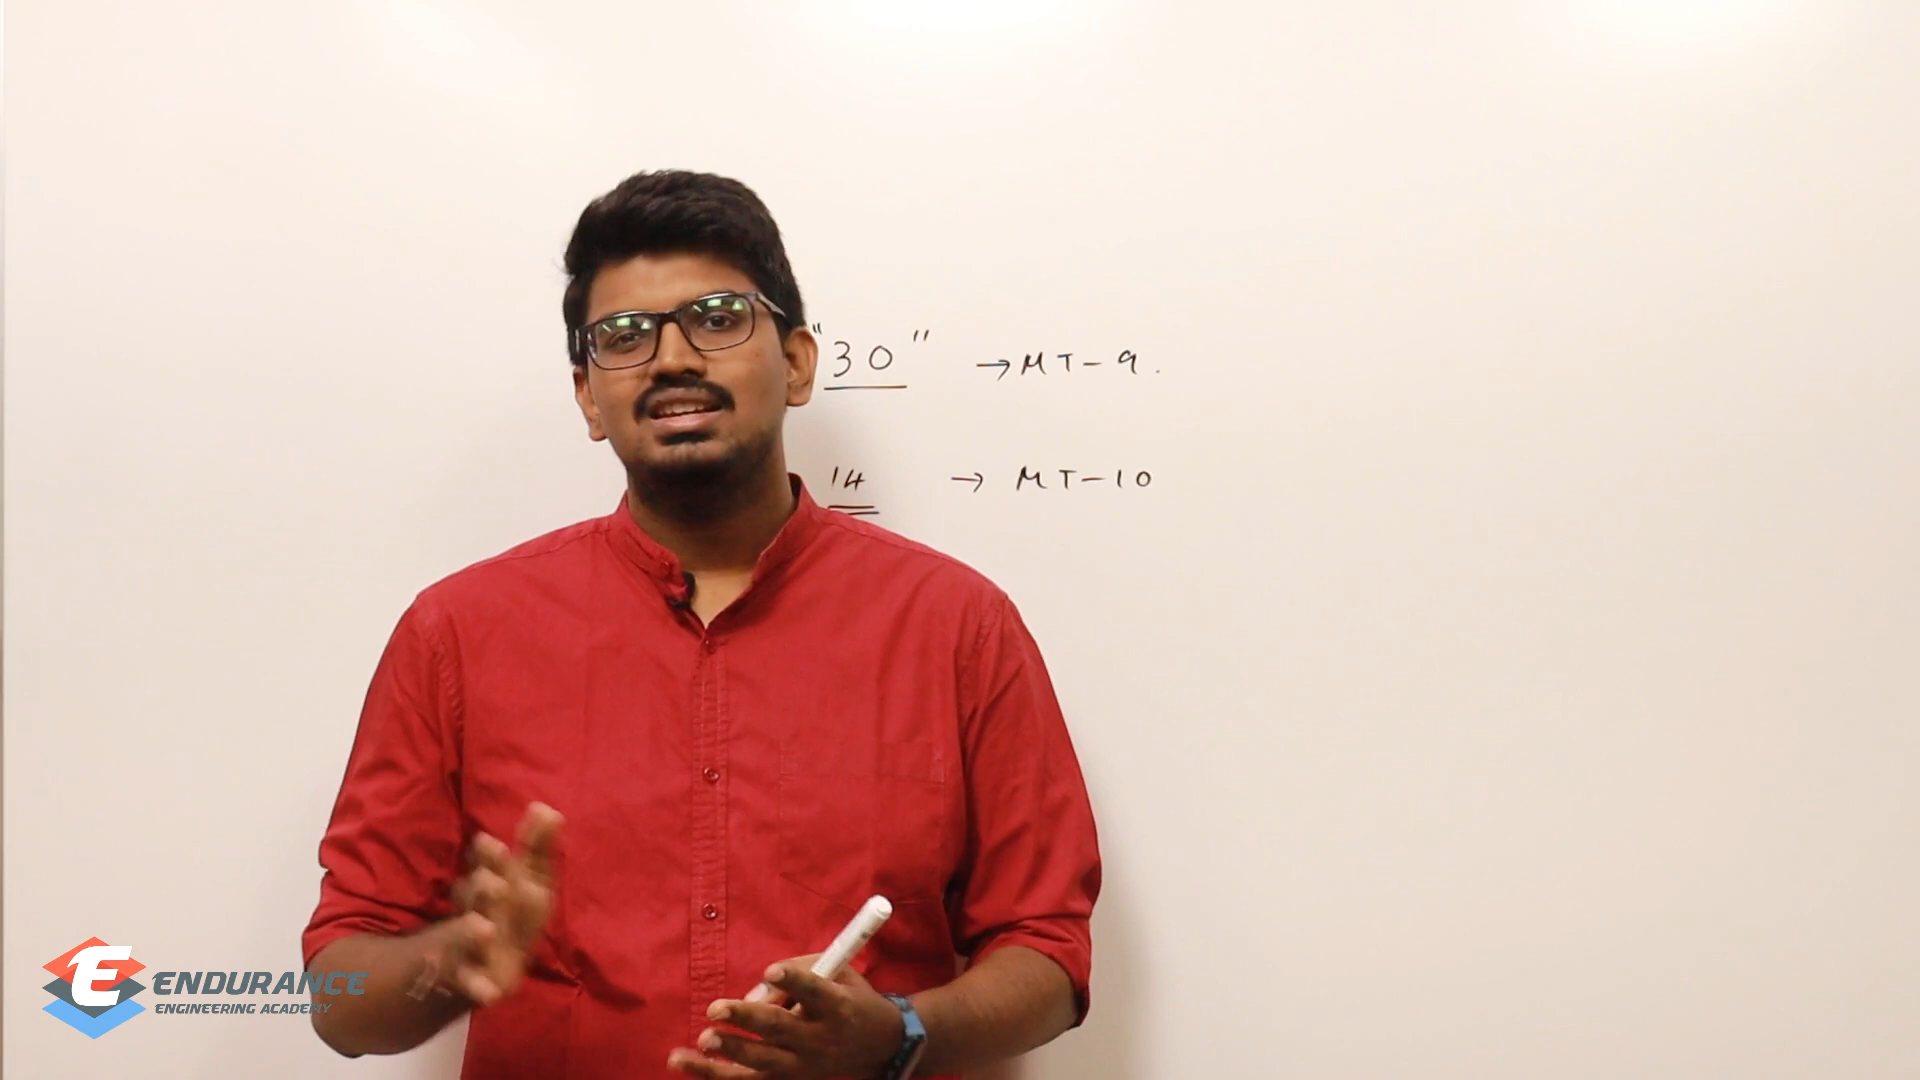 "30" → MT-9.
14 → MT-10
ENDURANCE
ENGINEERING ACADEMY